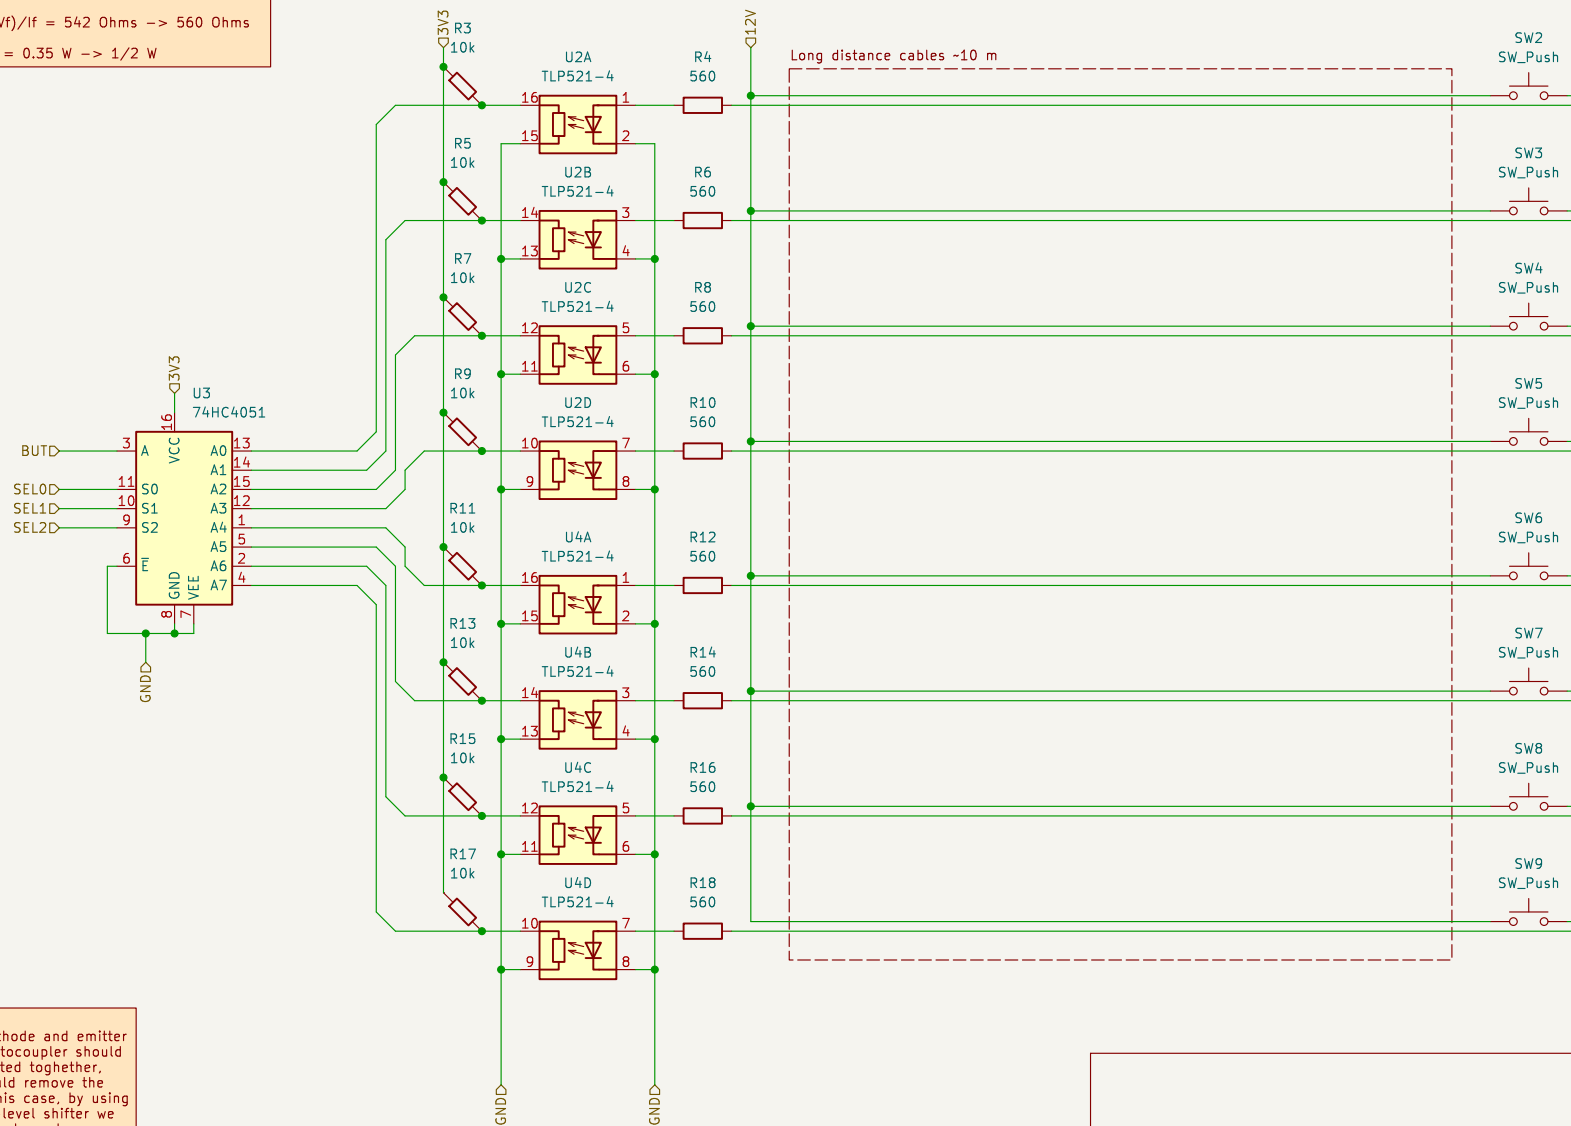 Vf)/If = 542 Ohms -> 560 Ohms
= 0.35 W -> 1/2 W
3V3
R3
10k
U2A
TLP521-4
16
1
15
2
R4
560
12V
Long distance cables ~10 m
SW2
SW_Push
R5
10k
U2B
TLP521-4
14
3
13
4
R6
560
SW3
SW_Push
R7
10k
U2C
TLP521-4
12
5
11
6
R8
560
SW4
SW_Push
R9
10k
U2D
TLP521-4
10
7
9
8
R10
560
SW5
SW_Push
3V3
U3
74HC4051
16
VCC
BUT
3
A
SEL0
11
S0
SEL1
10
S1
SEL2
9
S2
6
E
A0
13
A1
14
A2
15
A3
12
A4
1
A5
5
A6
2
A7
4
GND
VEE
8
7
GND
R11
10k
U4A
TLP521-4
16
1
15
2
R12
560
SW6
SW_Push
R13
10k
U4B
TLP521-4
14
3
13
4
R14
560
SW7
SW_Push
R15
10k
U4C
TLP521-4
12
5
11
6
R16
560
SW8
SW_Push
R17
10k
U4D
TLP521-4
10
7
9
8
R18
560
SW9
SW_Push
thode and emitter
tocoupler should
ted toghether,
ld remove the
his case, by using
level shifter we
GND
GND